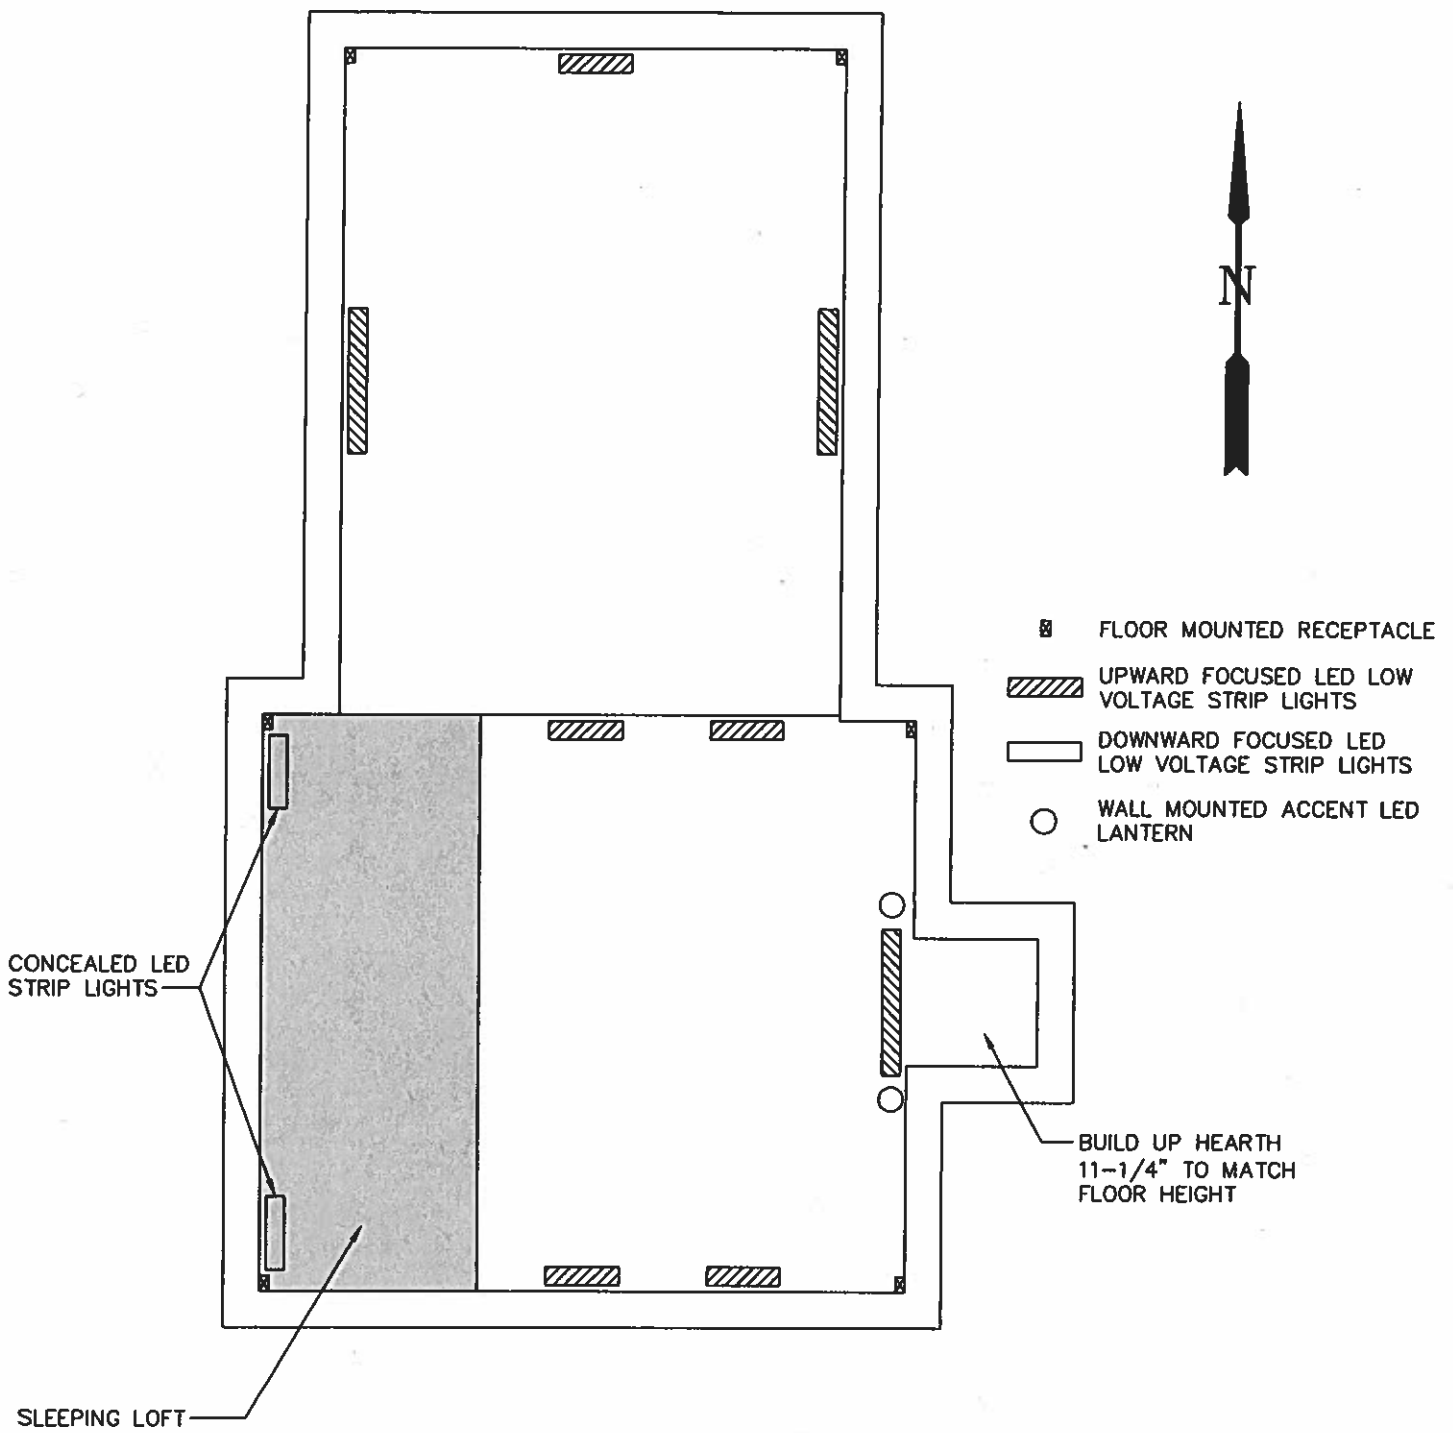 N
FLOOR MOUNTED RECEPTACLE
UPWARD FOCUSED LED LOW
VOLTAGE STRIP LIGHTS
DOWNWARD FOCUSED LED
LOW VOLTAGE STRIP LIGHTS
WALL MOUNTED ACCENT LED
LANTERN
CONCEALED LED
STRIP LIGHTS
BUILD UP HEARTH
11-1/4" TO MATCH
FLOOR HEIGHT
SLEEPING LOFT